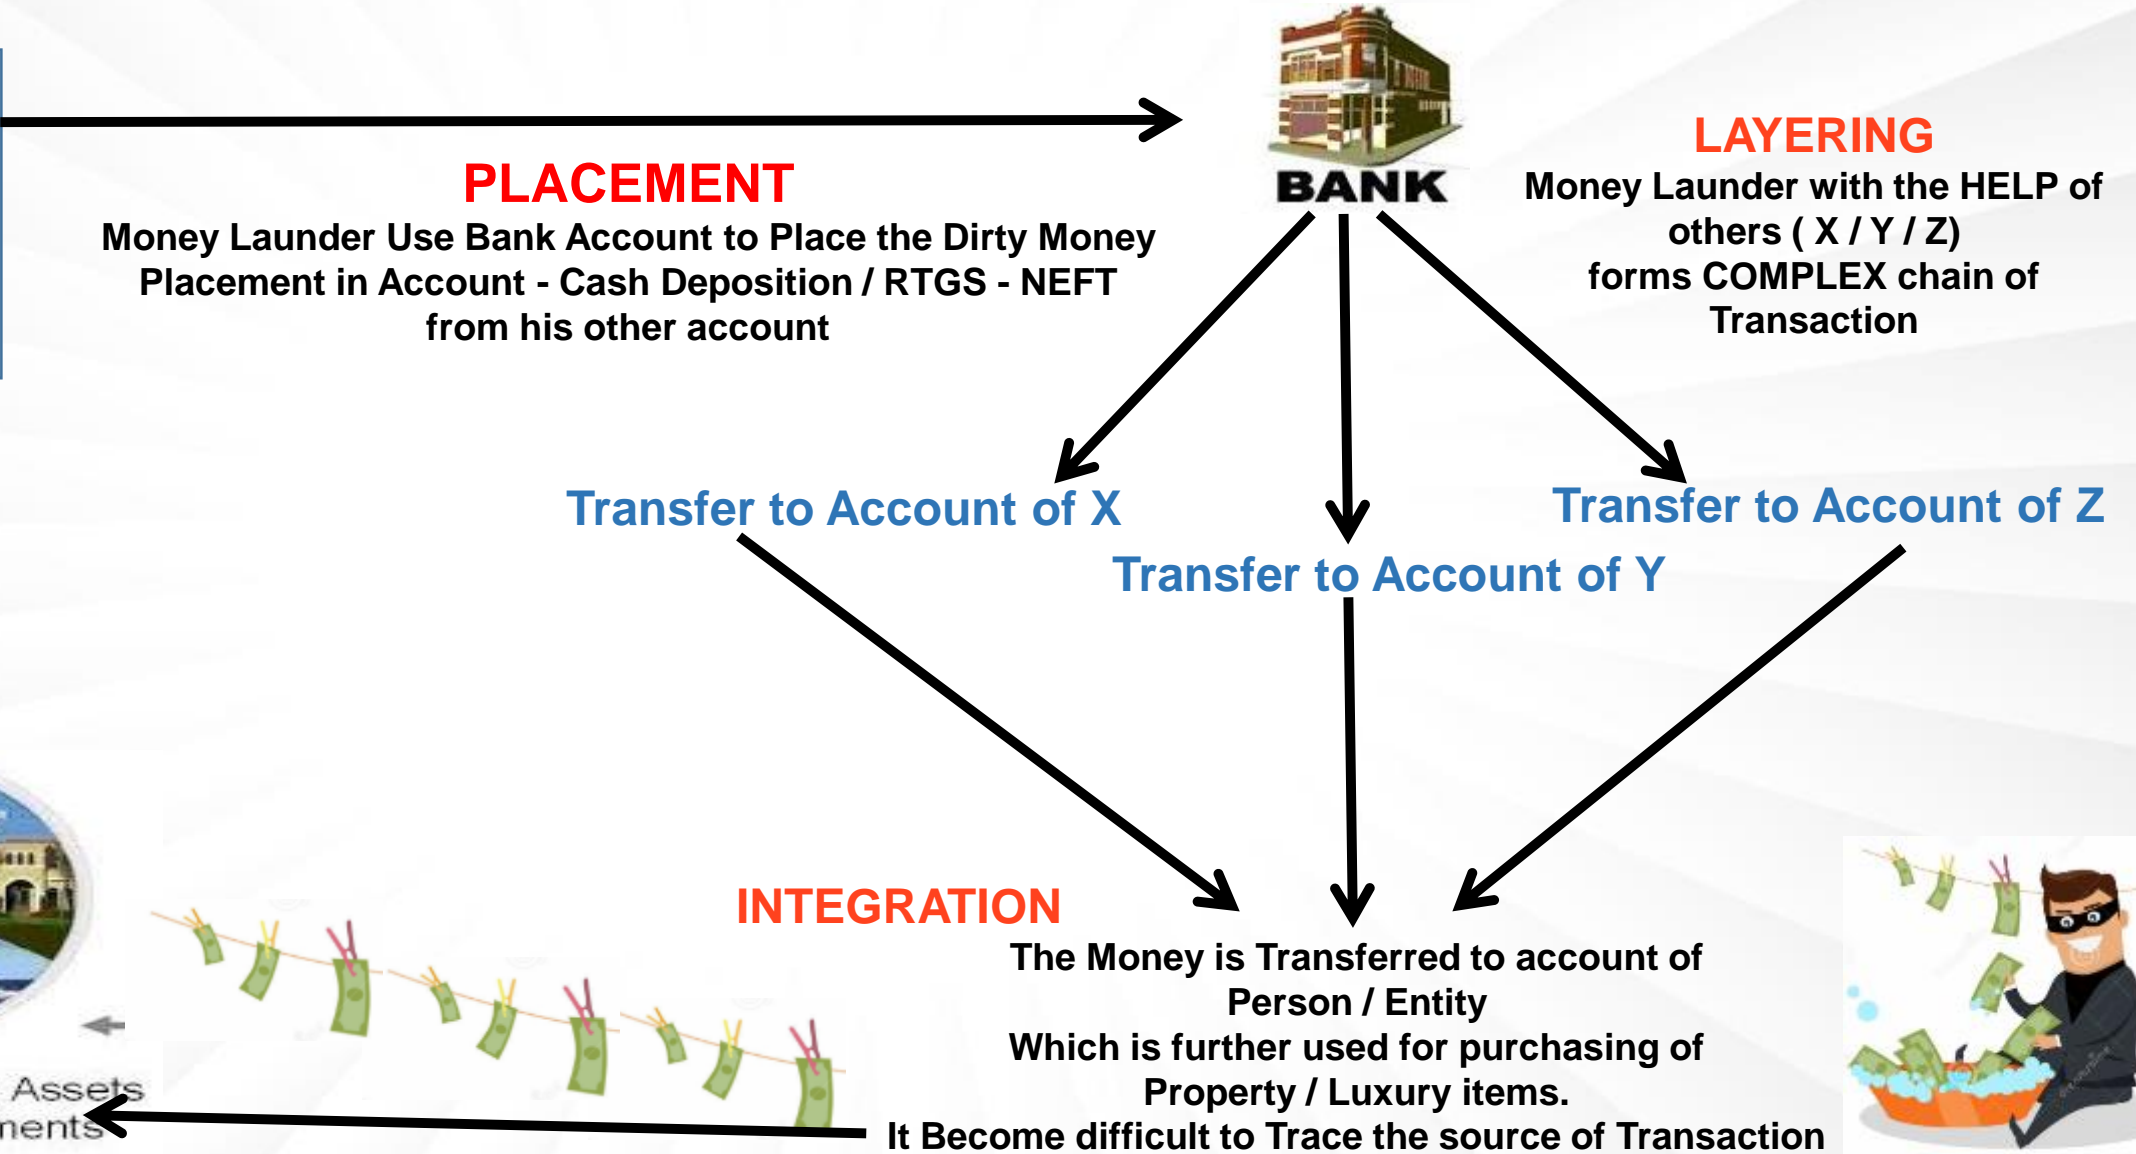 BANK
PLACEMENT
Money Launder Use Bank Account to Place the Dirty Money
Placement in Account - Cash Deposition / RTGS - NEFT
from his other account
LAYERING
Money Launder with the HELP of
others ( X / Y / Z)
forms COMPLEX chain of
Transaction
Transfer to Account of X
Transfer to Account of Y
Transfer to Account of Z
INTEGRATION
The Money is Transferred to account of
Person / Entity
Which is further used for purchasing of
Property / Luxury items.
It Become difficult to Trace the source of Transaction
Assets
ments